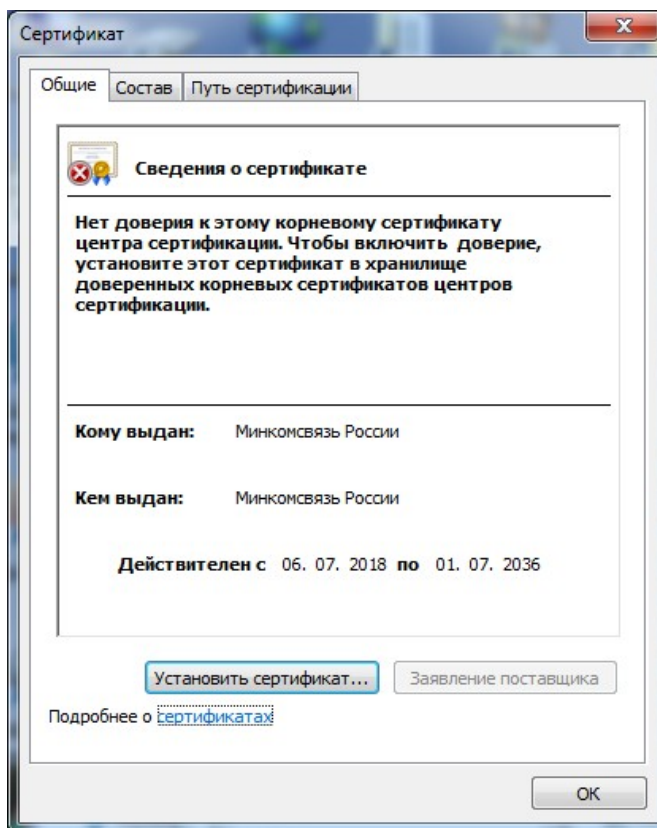 Сертификат
Общие Состав Путь сертификации
Сведения о сертификате
Нет доверия к этому корневому сертификату
центра сертификации. Чтобы включить доверие,
установите этот сертификат в хранилище
доверенных корневых сертификатов центров
сертификации.
Кому выдан: Минкомсвязь России
Кем выдан: Минкомсвязь России
Действителен с 06. 07. 2018 по 01. 07. 2036
Установить сертификат... Заявление поставщика
Подробнее о сертификатах
ОК